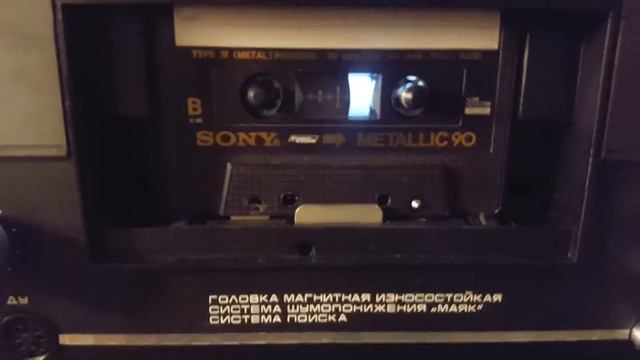 TYPE IV (METAL)
B
SONY METALLIC 90
ГОЛОВКА МАГНИТНАЯ ИЗНОСОСТОЙКАЯ
СИСТЕМА ШУМОПОНИЖЕНИЯ „МАЯК“
СИСТЕМА ПОИСКА